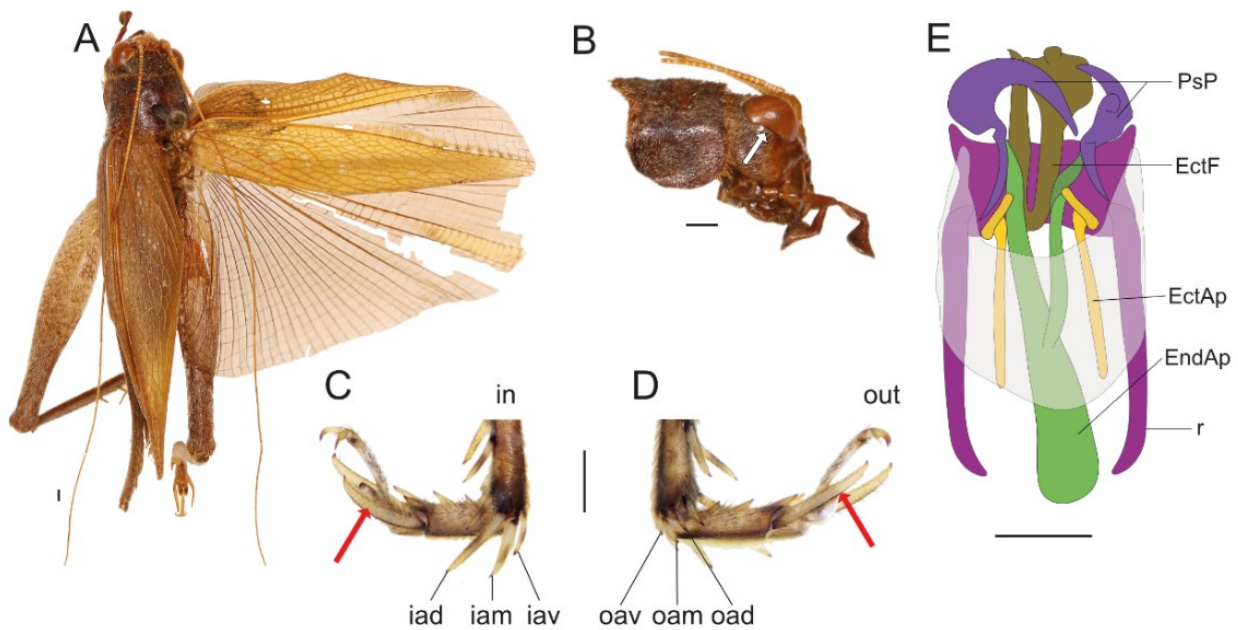 A
B
E
PsP
EctF
EctAp
EndAp
r
C
in
D
out
iad iam iav
oav oam oad